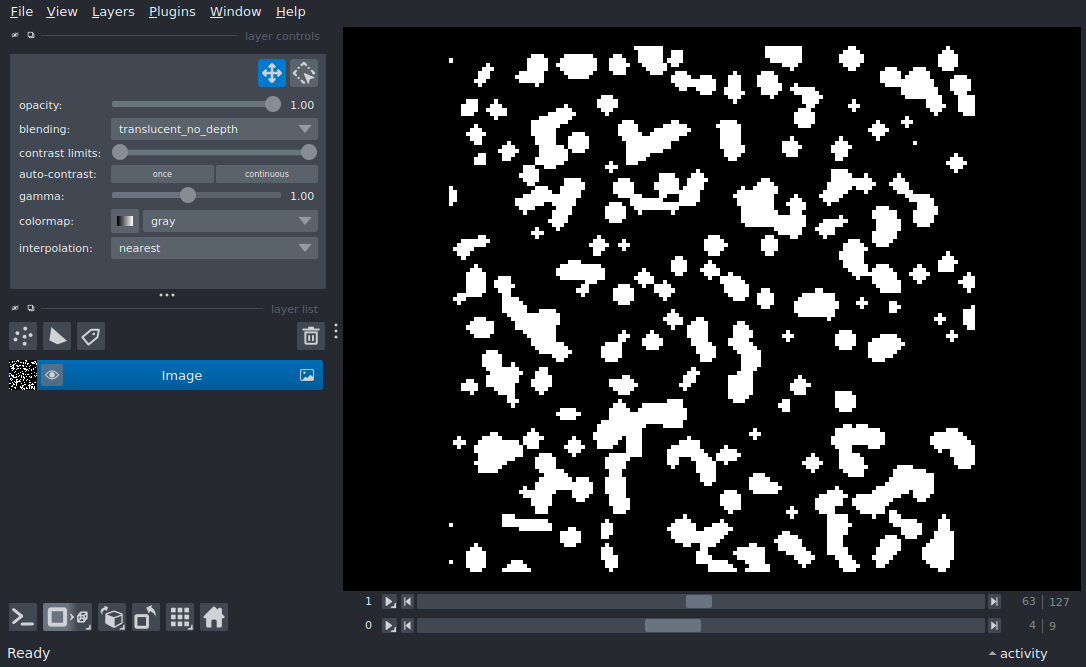 File View Layers Plugins Window Help
layer controls
opacity: 1.00
blending: translucent_no_depth
contrast limits:
auto-contrast: once continuous
gamma: 1.00
colormap: gray
interpolation: nearest
layer list
Image
1 63 | 127
0 4 | 9
Ready activity